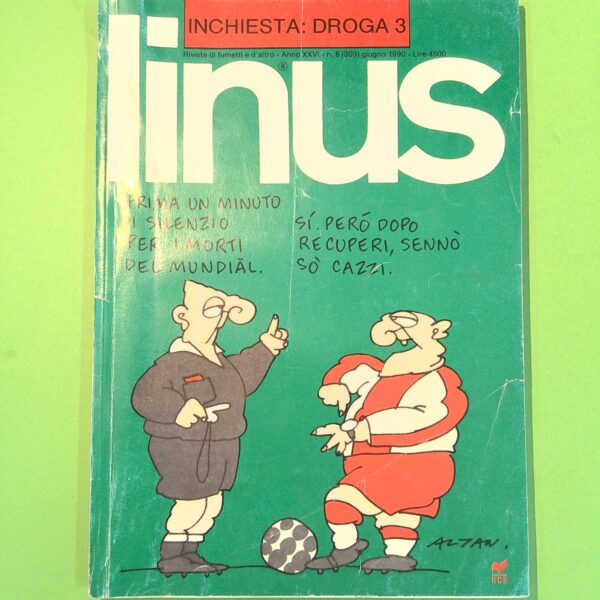 INCHIESTA: DROGA 3
Rivista di fumetti e d'altro - Anno XXVI - n. 6 (303) giugno 1990 - Lire 4500
linus
®
PRIMA UN MINUTO
DI SILENZIO
PER I MORTI
DEL MUNDIÀL.
SÍ. PERÓ DOPO
RECUPERI, SENNÒ
SÒ CAZZI.
ALTAN.
RCS